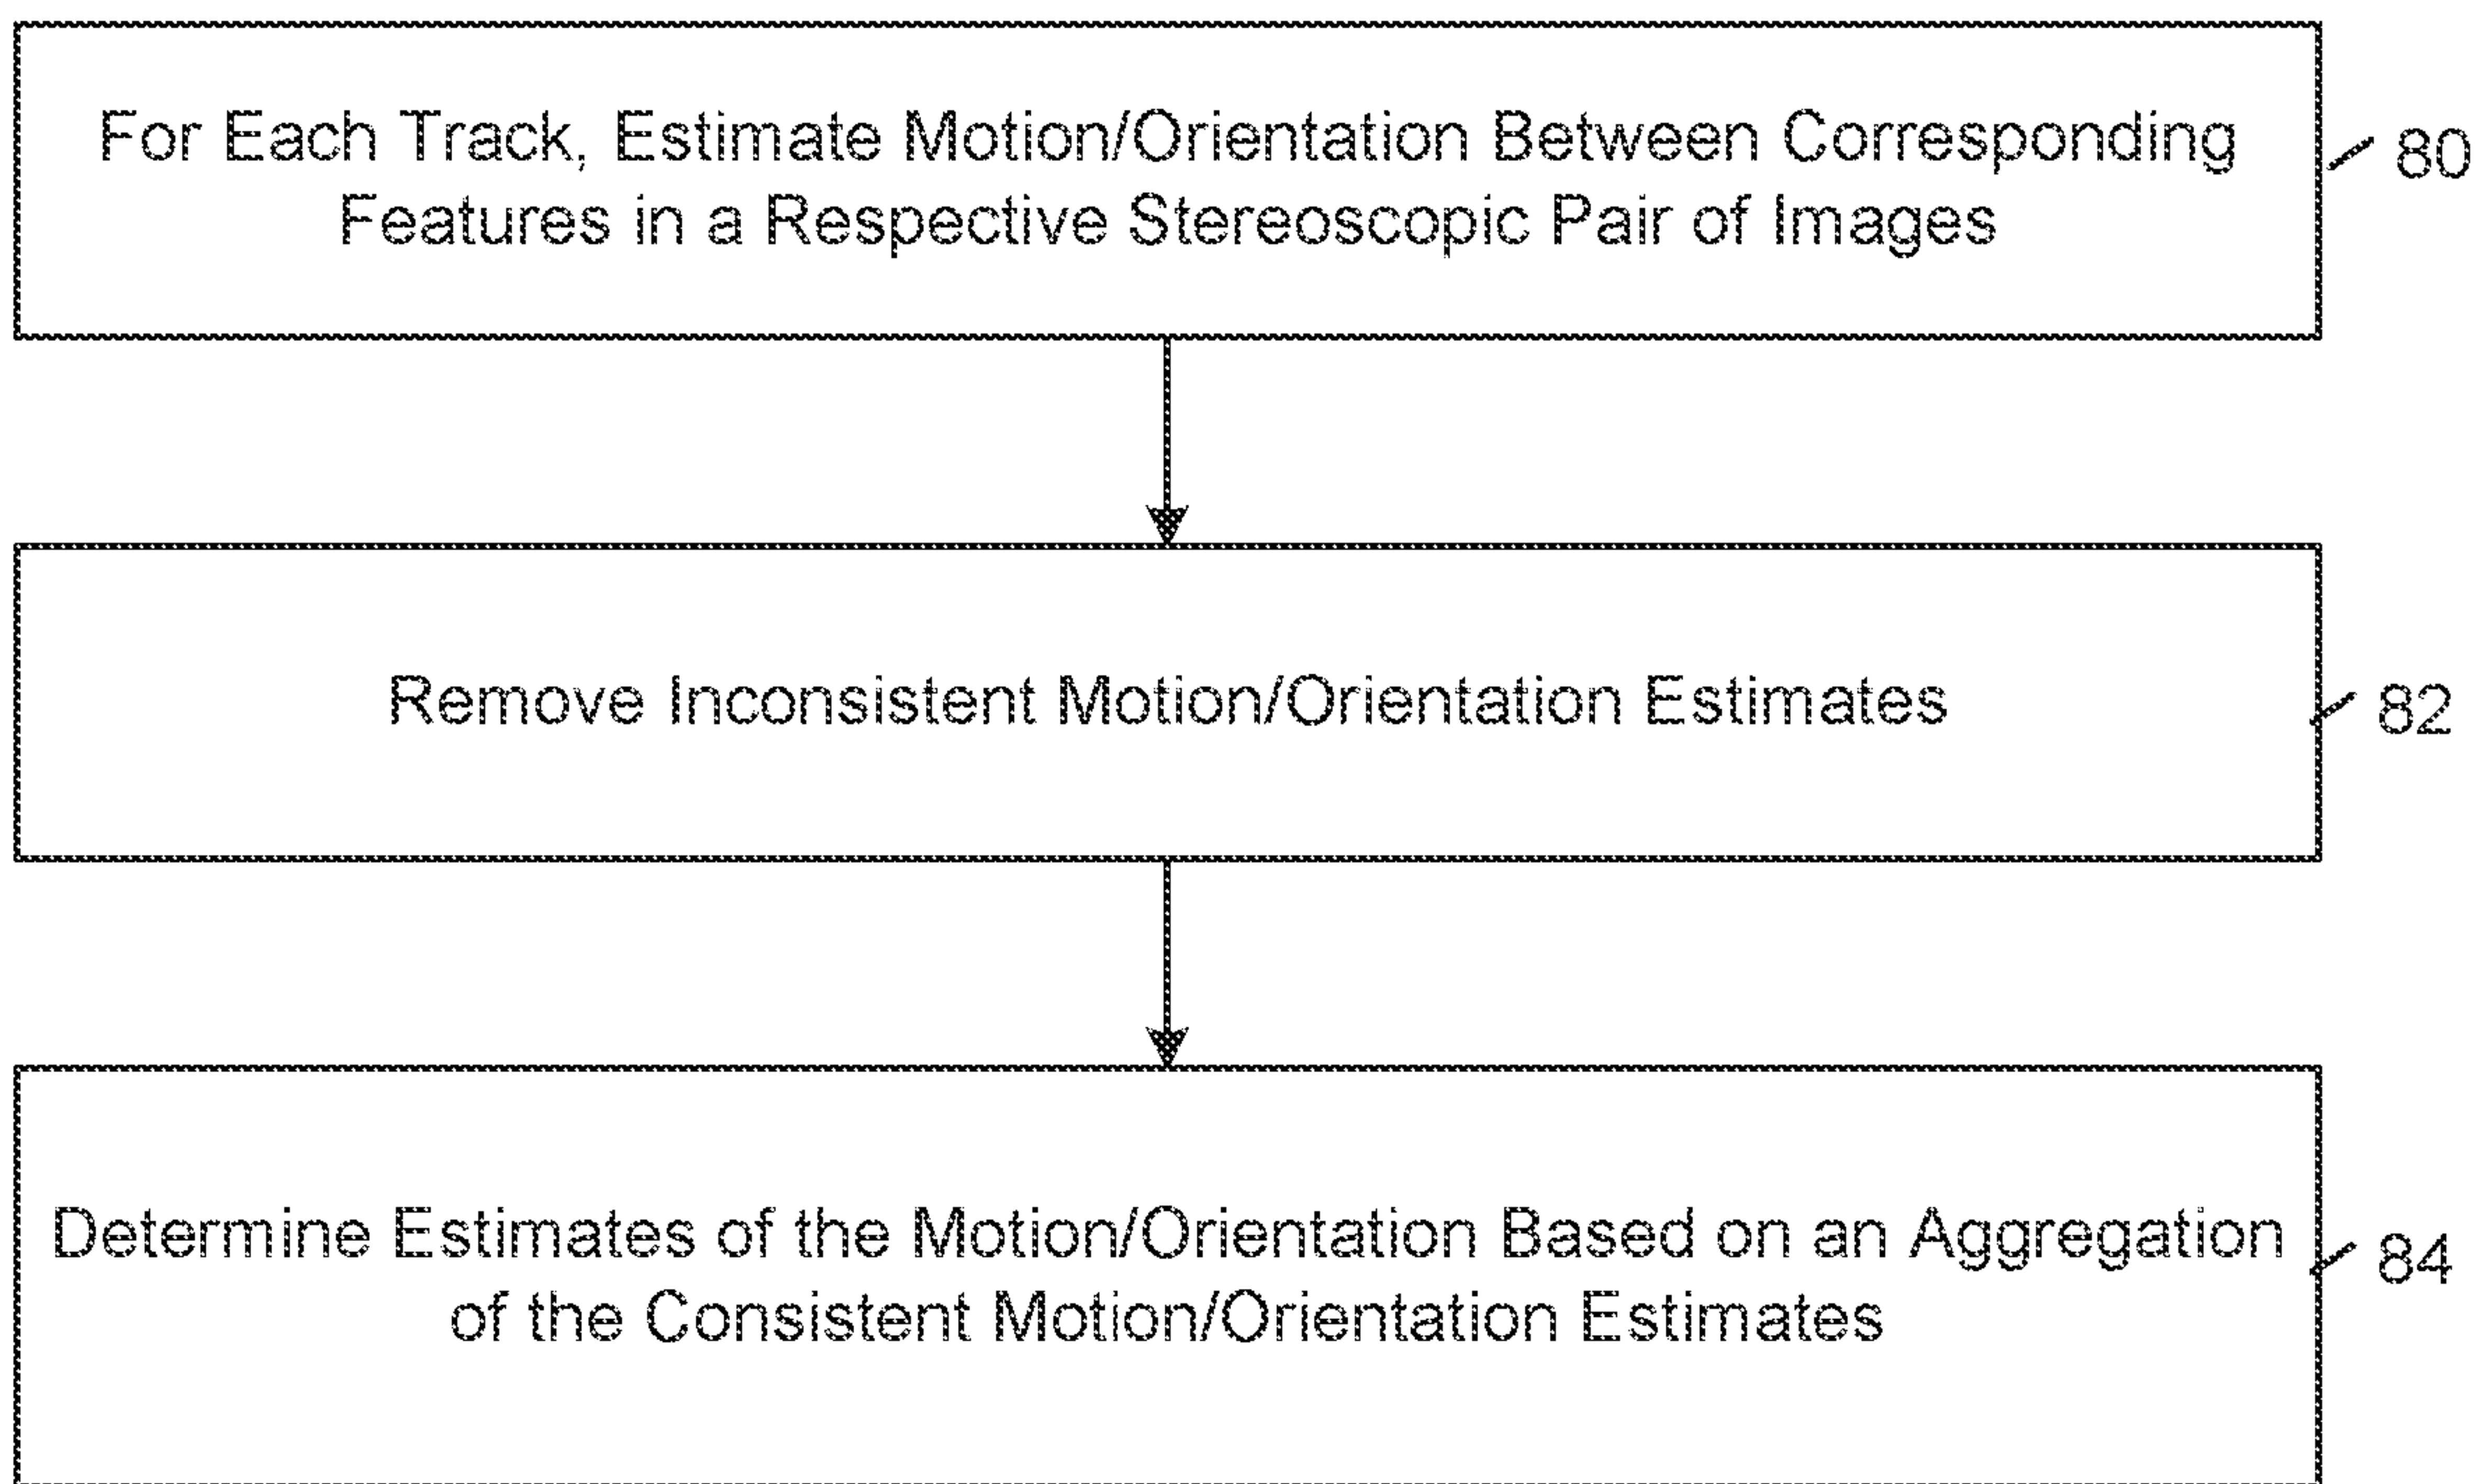 For Each Track, Estimate Motion/Orientation Between Corresponding
Features in a Respective Stereoscopic Pair of Images
80
Remove Inconsistent Motion/Orientation Estimates
82
Determine Estimates of the Motion/Orientation Based on an Aggregation
of the Consistent Motion/Orientation Estimates
84